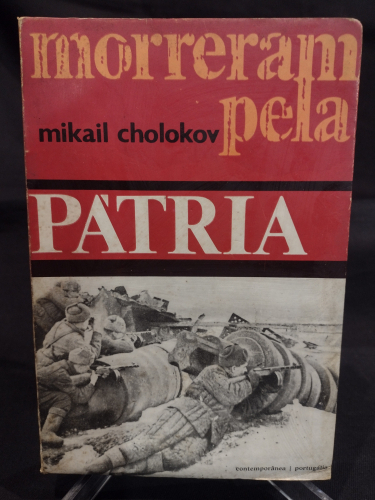 morreram
pela
mikail cholokov
PÁTRIA
contemporânea | portugália